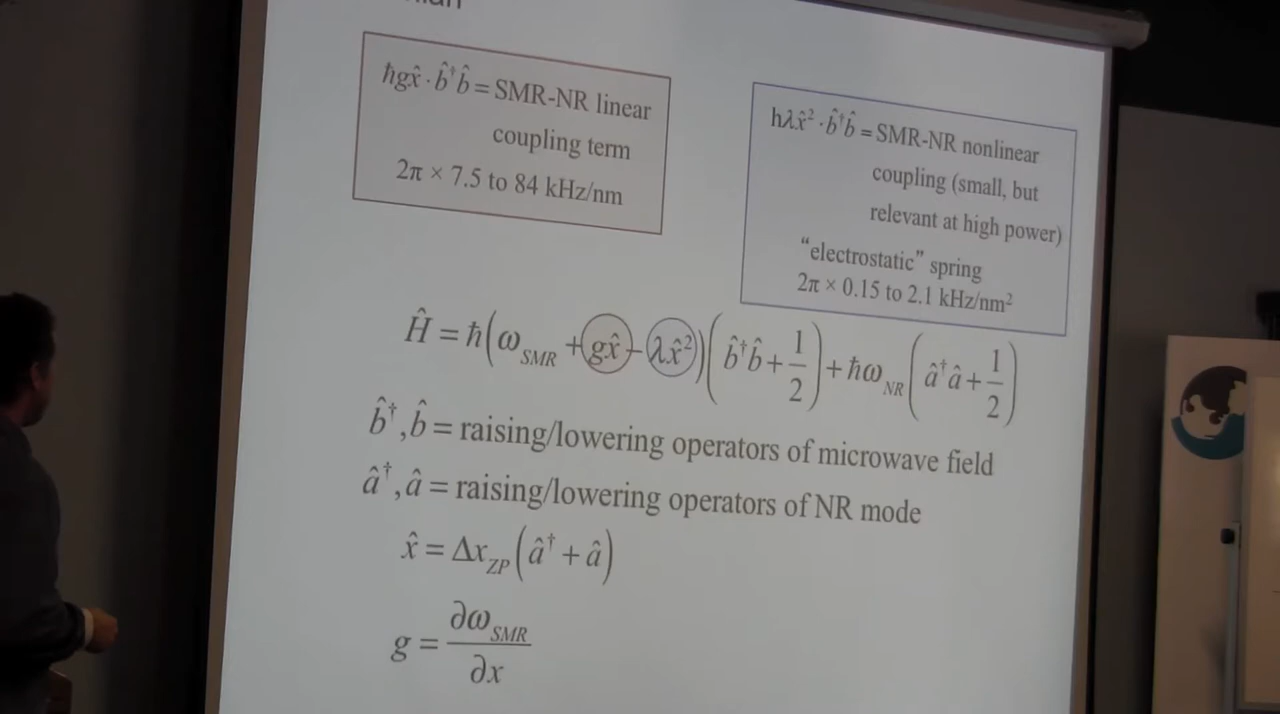 ħgx̂ · b̂†b̂ = SMR-NR linear
coupling term
2π × 7.5 to 84 kHz/nm
hλx̂² · b̂†b̂ = SMR-NR nonlinear
coupling (small, but
relevant at high power)
“electrostatic” spring
2π × 0.15 to 2.1 kHz/nm²
Ĥ = ħ(ω_SMR + gx̂ − λx̂²)(b̂†b̂ + 1/2) + ħω_NR(â†â + 1/2)
b̂†, b̂ = raising/lowering operators of microwave field
â†, â = raising/lowering operators of NR mode
x̂ = Δx_ZP(â† + â)
g = ∂ω_SMR/∂x